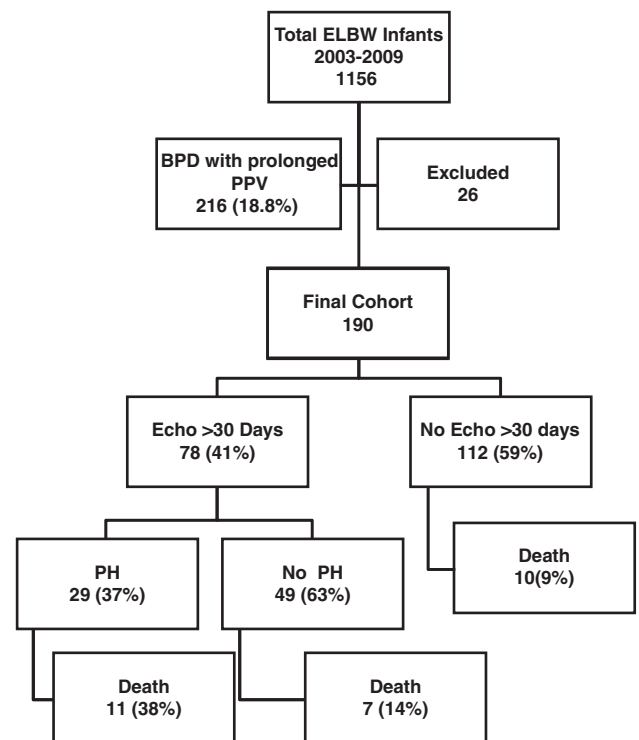 Total ELBW Infants
2003-2009
1156
BPD with prolonged
PPV
216 (18.8%)
Excluded
26
Final Cohort
190
Echo >30 Days
78 (41%)
No Echo >30 days
112 (59%)
PH
29 (37%)
No PH
49 (63%)
Death
10(9%)
Death
11 (38%)
Death
7 (14%)